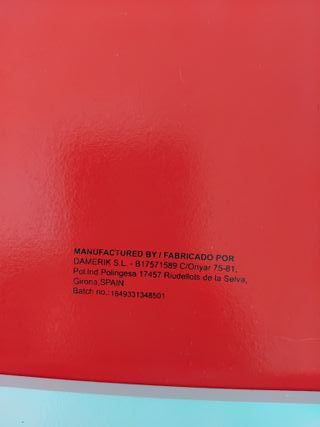 MANUFACTURED BY / FABRICADO POR
DAMERIK S.L. - B17571589 C/Onyar 75-81,
Pol.Ind.Polingesa 17457 Riudellots de la Selva,
Girona,SPAIN
Batch no.:1849331348501